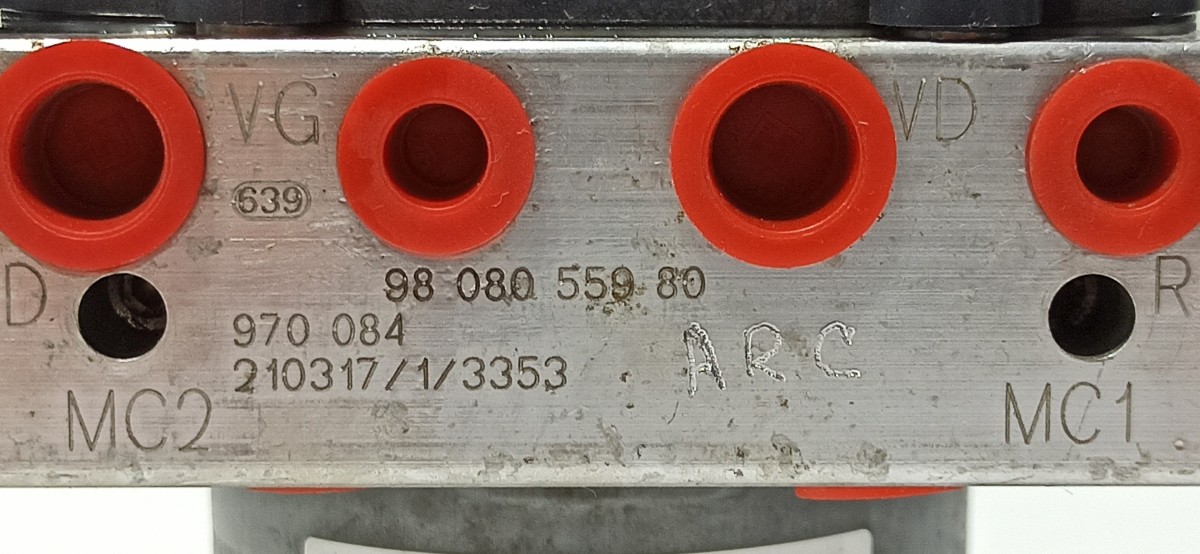 VG
VD
639
D
R
98 080 559 80
970 084
210317/1/3353
ARC
MC2
MC1